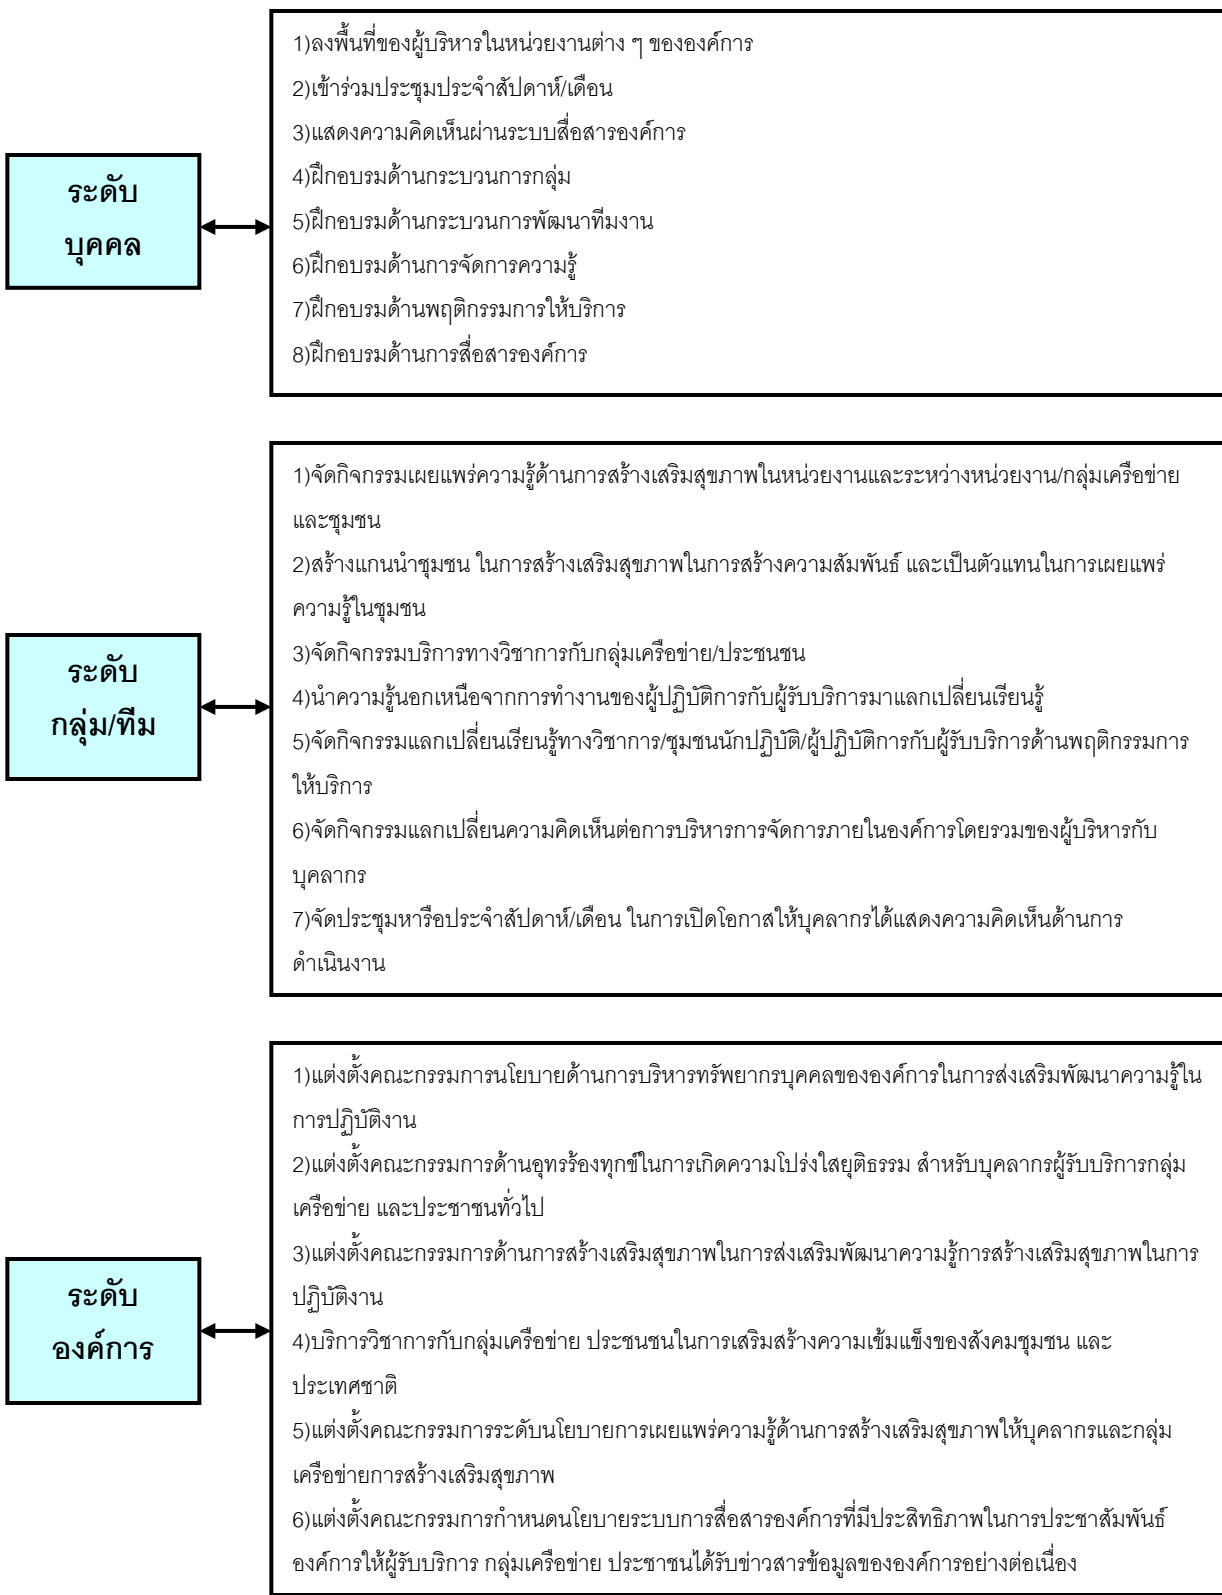 1)ลงพื้นที่ของผู้บริหารในหน่วยงานต่าง ๆ ขององค์การ
2)เข้าร่วมประชุมประจำสัปดาห์/เดือน
3)แสดงความคิดเห็นผ่านระบบสื่อสารองค์การ
4)ฝึกอบรมด้านกระบวนการกลุ่ม
5)ฝึกอบรมด้านกระบวนการพัฒนาทีมงาน
6)ฝึกอบรมด้านการจัดการความรู้
7)ฝึกอบรมด้านพฤติกรรมการให้บริการ
8)ฝึกอบรมด้านการสื่อสารองค์การ
ระดับ
บุคคล
1)จัดกิจกรรมเผยแพร่ความรู้ด้านการสร้างเสริมสุขภาพในหน่วยงานและระหว่างหน่วยงาน/กลุ่มเครือข่าย
และชุมชน
2)สร้างแกนนำชุมชน ในการสร้างเสริมสุขภาพในการสร้างความสัมพันธ์ และเป็นตัวแทนในการเผยแพร่
ความรู้ในชุมชน
3)จัดกิจกรรมบริการทางวิชาการกับกลุ่มเครือข่าย/ประชนชน
4)นำความรู้นอกเหนือจากการทำงานของผู้ปฏิบัติการกับผู้รับบริการมาแลกเปลี่ยนเรียนรู้
5)จัดกิจกรรมแลกเปลี่ยนเรียนรู้ทางวิชาการ/ชุมชนนักปฏิบัติ/ผู้ปฏิบัติการกับผู้รับบริการด้านพฤติกรรมการ
ให้บริการ
6)จัดกิจกรรมแลกเปลี่ยนความคิดเห็นต่อการบริหารการจัดการภายในองค์การโดยรวมของผู้บริหารกับ
บุคลากร
7)จัดประชุมหารือประจำสัปดาห์/เดือน ในการเปิดโอกาสให้บุคลากรได้แสดงความคิดเห็นด้านการ
ดำเนินงาน
ระดับ
กลุ่ม/ทีม
1)แต่งตั้งคณะกรรมการนโยบายด้านการบริหารทรัพยากรบุคคลขององค์การในการส่งเสริมพัฒนาความรู้ใน
การปฏิบัติงาน
2)แต่งตั้งคณะกรรมการด้านอุทรร้องทุกข์ในการเกิดความโปร่งใสยุติธรรม สำหรับบุคลากรผู้รับบริการกลุ่ม
เครือข่าย และประชาชนทั่วไป
3)แต่งตั้งคณะกรรมการด้านการสร้างเสริมสุขภาพในการส่งเสริมพัฒนาความรู้การสร้างเสริมสุขภาพในการ
ปฏิบัติงาน
4)บริการวิชาการกับกลุ่มเครือข่าย ประชนชนในการเสริมสร้างความเข้มแข็งของสังคมชุมชน และ
ประเทศชาติ
5)แต่งตั้งคณะกรรมการระดับนโยบายการเผยแพร่ความรู้ด้านการสร้างเสริมสุขภาพให้บุคลากรและกลุ่ม
เครือข่ายการสร้างเสริมสุขภาพ
6)แต่งตั้งคณะกรรมการกำหนดนโยบายระบบการสื่อสารองค์การที่มีประสิทธิภาพในการประชาสัมพันธ์
องค์การให้ผู้รับบริการ กลุ่มเครือข่าย ประชาชนได้รับข่าวสารข้อมูลขององค์การอย่างต่อเนื่อง
ระดับ
องค์การ